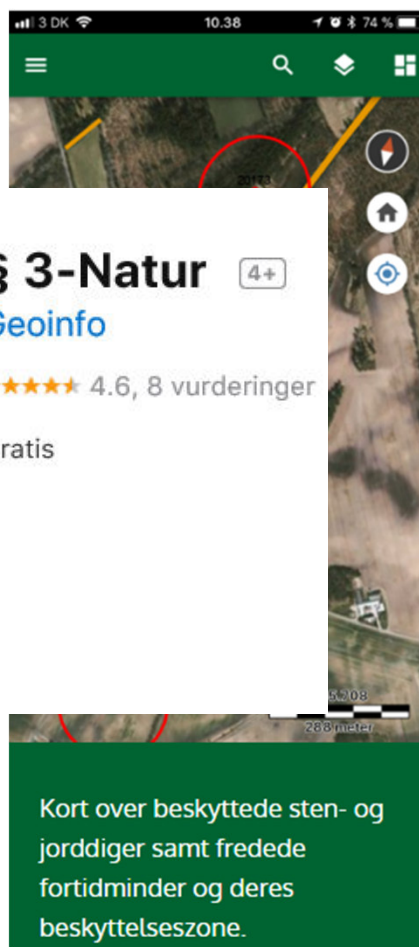 3 DK
10.38
74 %
20173
§ 3-Natur 4+
Geoinfo
4.6, 8 vurderinger
ratis
288 meter
Kort over beskyttede sten- og
jorddiger samt fredede
fortidminder og deres
beskyttelseszone.